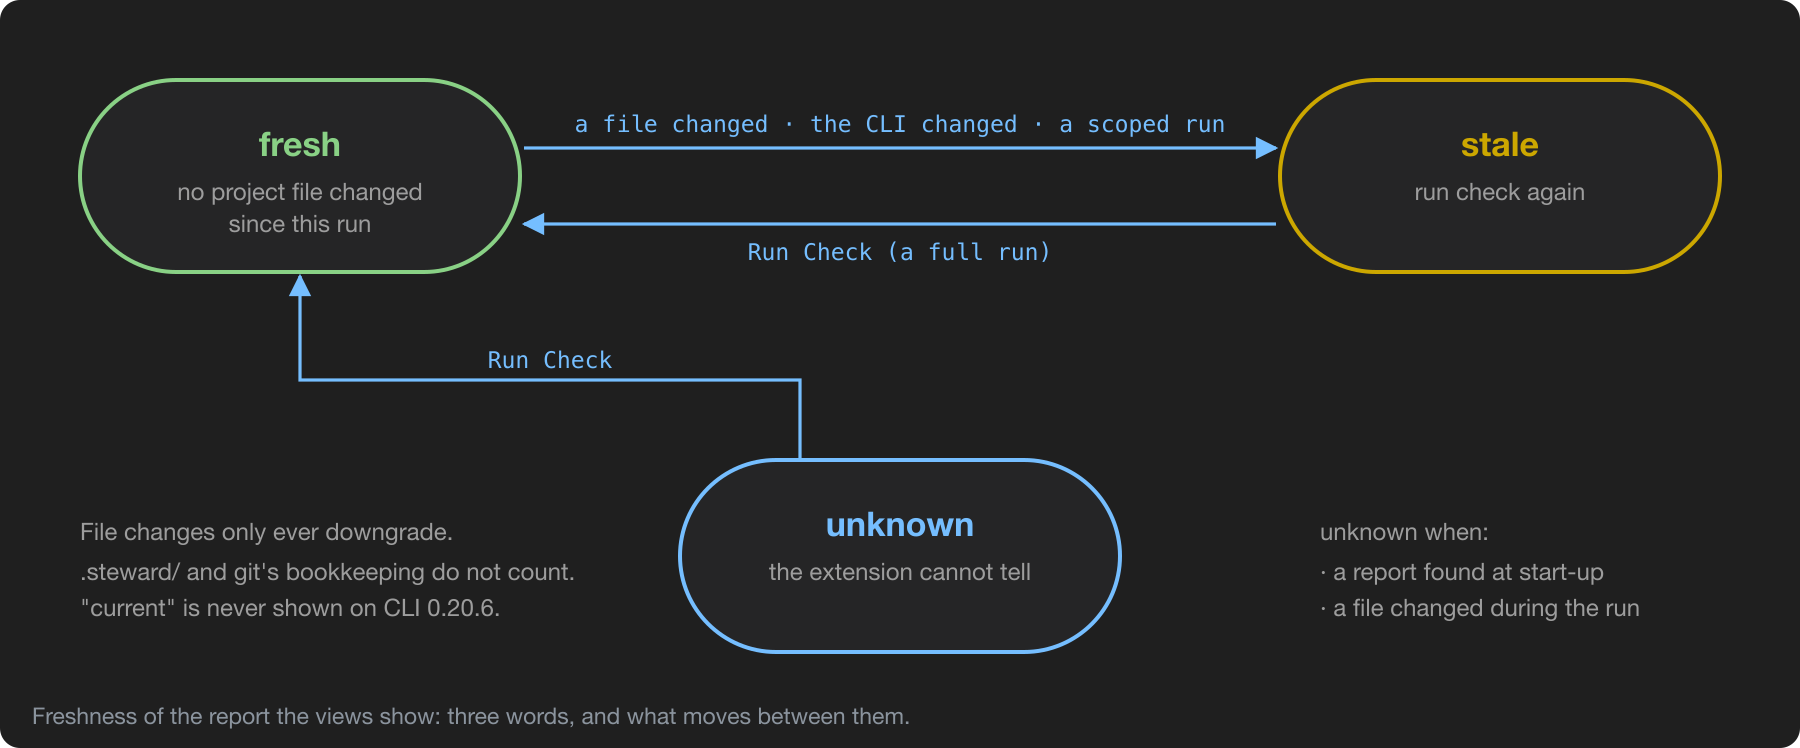 a file changed · the CLI changed · a scoped run
fresh
no project file changed
since this run
stale
run check again
Run Check (a full run)
Run Check
unknown
the extension cannot tell
File changes only ever downgrade.
.steward/ and git's bookkeeping do not count.
"current" is never shown on CLI 0.20.6.
unknown when:
· a report found at start-up
· a file changed during the run
Freshness of the report the views show: three words, and what moves between them.